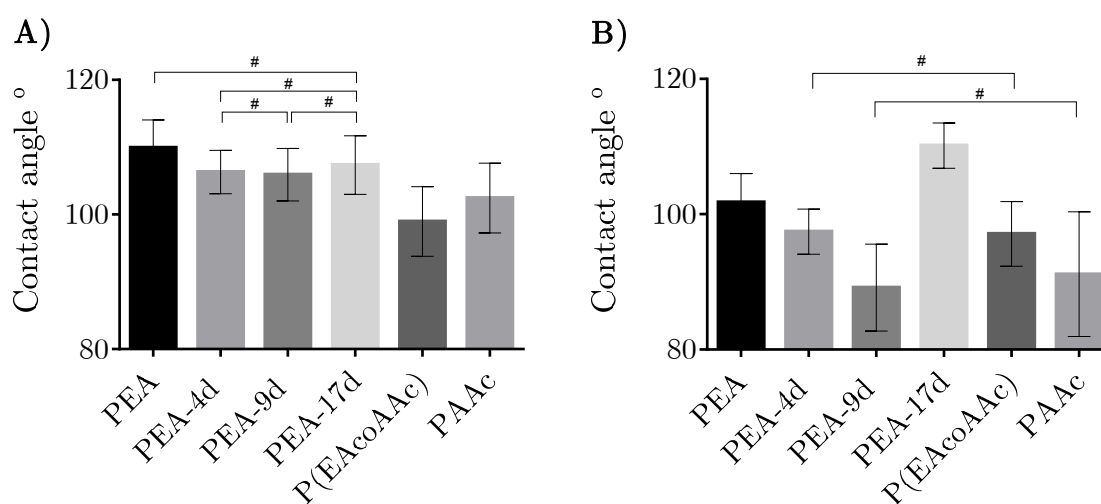 A)
Contact angle °
120
100
80
#
#
#
#
PEA
PEA-4d
PEA-9d
PEA-17d
P(EAcoAAc)
PAAc
B)
Contact angle °
120
100
80
#
#
PEA
PEA-4d
PEA-9d
PEA-17d
P(EAcoAAc)
PAAc